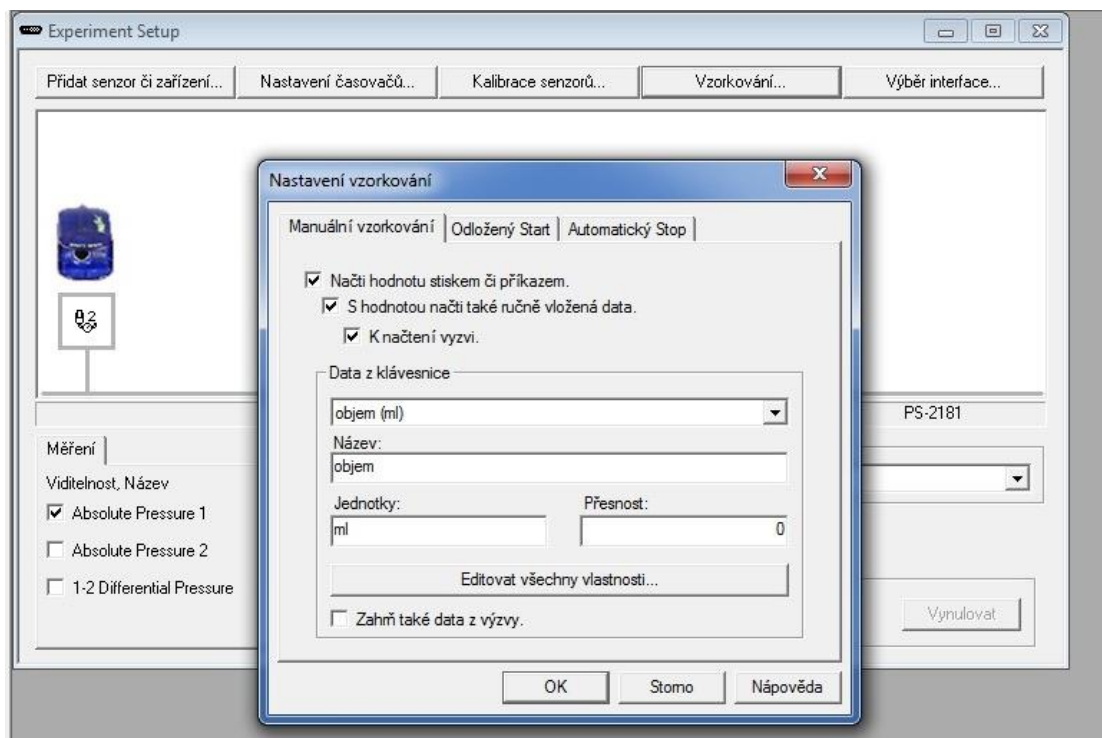 Experiment Setup
Přidat senzor či zařízení...
Nastavení časovačů...
Kalibrace senzorů...
Vzorkování...
Výběr interface...
Nastavení vzorkování
Manuální vzorkování
Odložený Start
Automatický Stop
Načti hodnotu stiskem či příkazem.
S hodnotou načti také ručně vložená data.
K načtení vyzvi.
Data z klávesnice
objem (ml)
Název:
objem
Jednotky:
Přesnost:
ml
0
Editovat všechny vlastnosti...
Zahrň také data z výzvy.
OK
Storno
Nápověda
PS-2181
Měření
Viditelnost, Název
Absolute Pressure 1
Absolute Pressure 2
1-2 Differential Pressure
Vynulovat